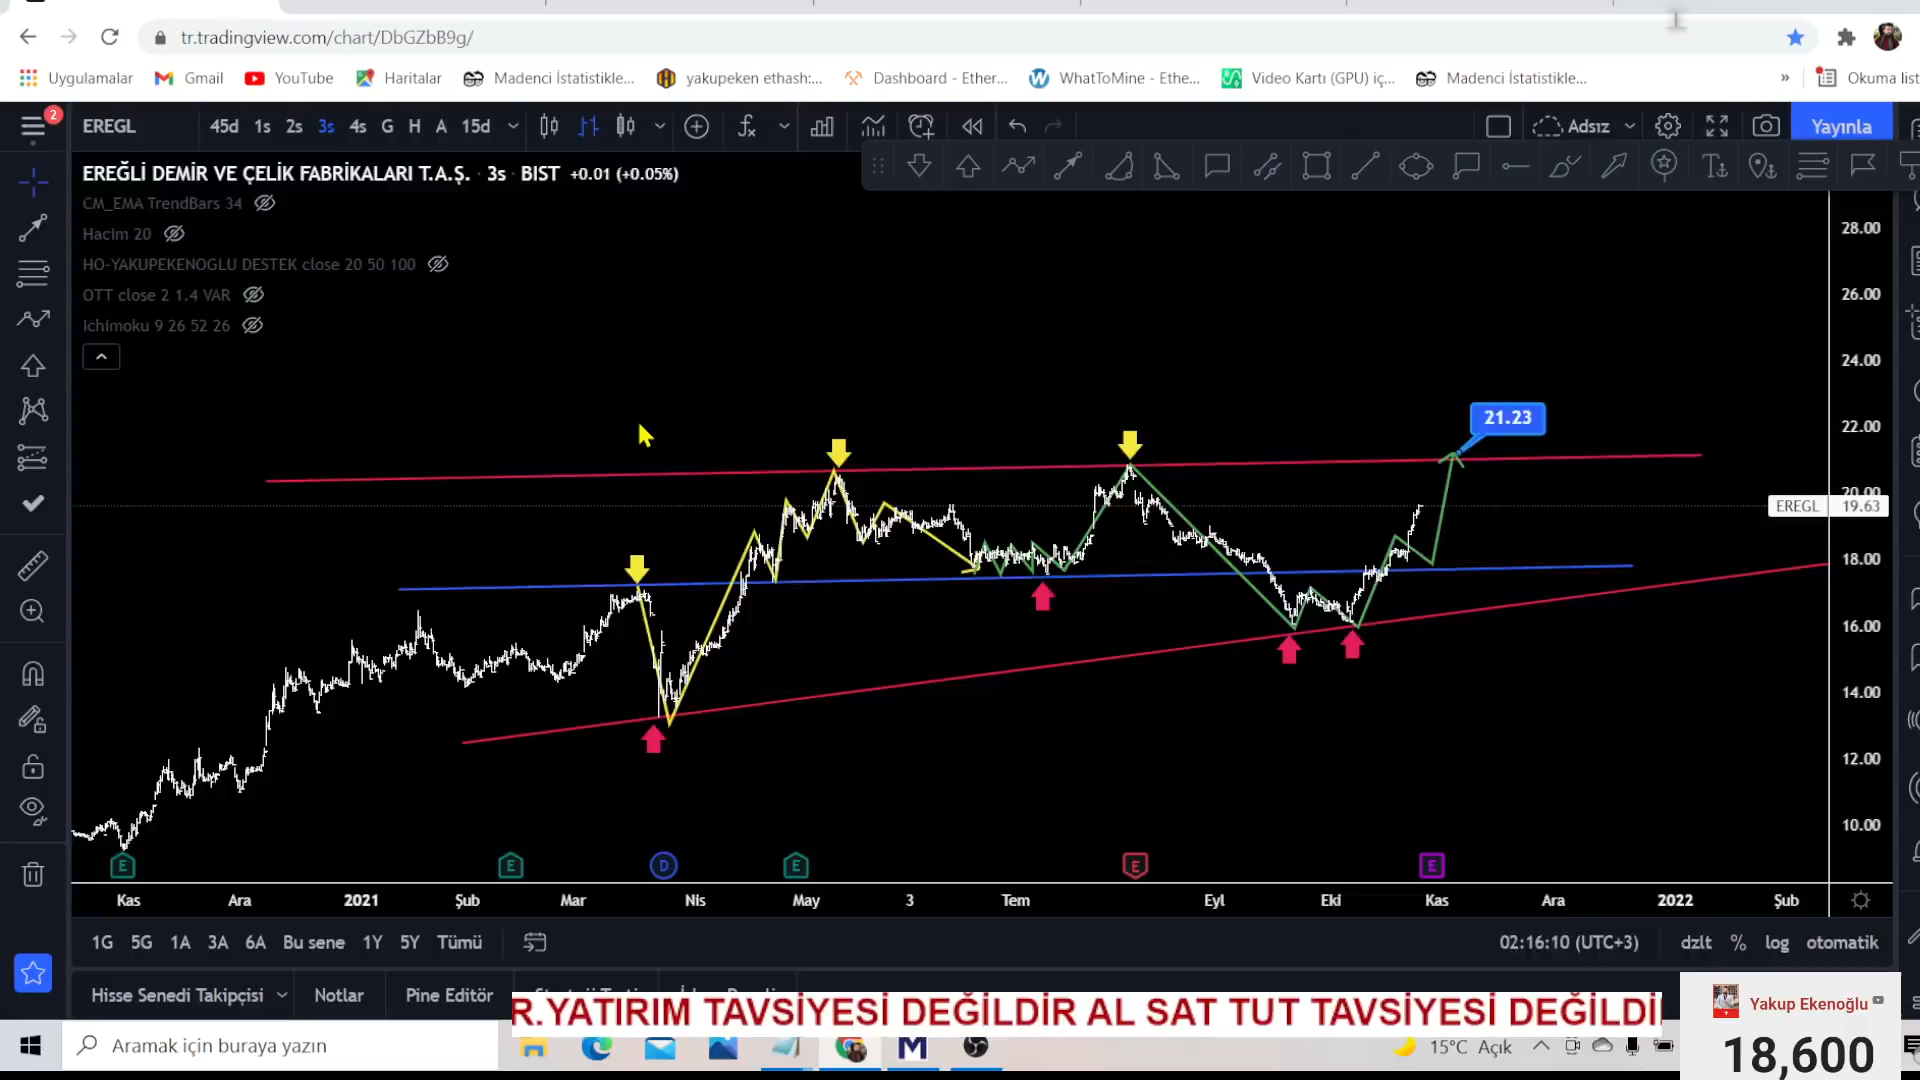 tr.tradingview.com/chart/DbGZbB9g/
Uygulamalar Gmail YouTube Haritalar Madenci İstatistikle... yakupeken ethash:... Dashboard - Ether... WhatToMine - Ethe... Video Kartı (GPU) iç... Madenci İstatistikle... » Okuma list
2
EREGL 45d 1s 2s 3s 4s G H A 15d Adsız Yayınla
EREĞLİ DEMİR VE ÇELİK FABRİKALARI T.A.Ş. · 3s · BIST +0.01 (+0.05%)
CM_EMA TrendBars 34
Hacim 20
HO-YAKUPEKENOGLU DESTEK close 20 50 100
OTT close 2 1.4 VAR
Ichimoku 9 26 52 26
28.00
26.00
24.00
22.00
21.23
20.00
EREGL 19.63
18.00
16.00
14.00
12.00
10.00
E E D E E E
Kas Ara 2021 Şub Mar Nis May 3 Tem Eyl Eki Kas Ara 2022 Şub
1G 5G 1A 3A 6A Bu sene 1Y 5Y Tümü 02:16:10 (UTC+3) dzlt % log otomatik
Hisse Senedi Takipçisi Notlar Pine Editör
R.YATIRIM TAVSİYESİ DEĞİLDİR AL SAT TUT TAVSİYESİ DEĞİLDİ
Yakup Ekenoğlu
18,600
Aramak için buraya yazın 15°C Açık